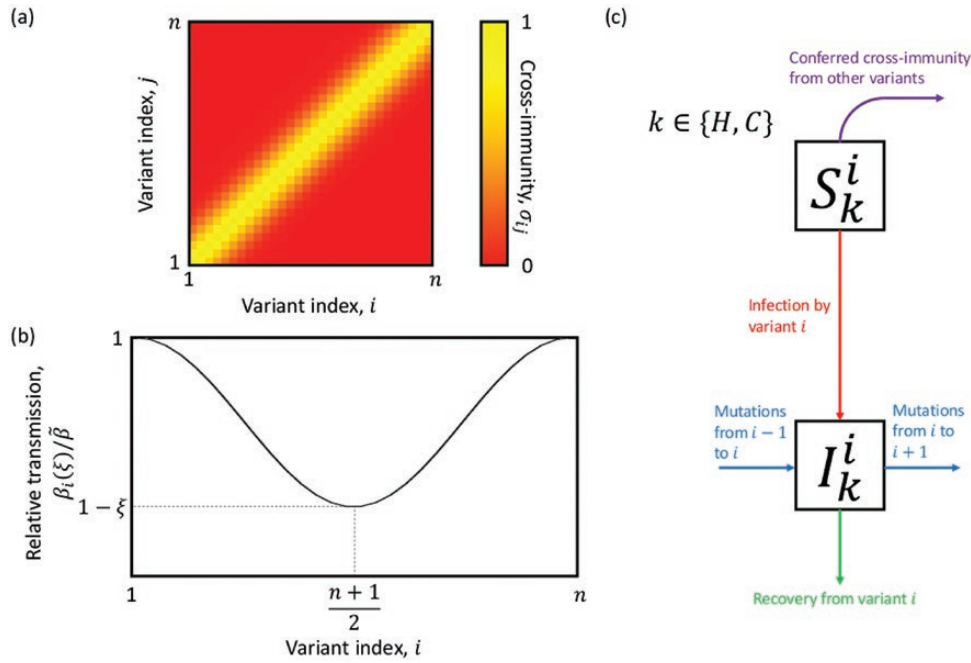 (a)
n
Variant index, j
1
1
n
Variant index, i
1
Cross-immunity, σij
0
(b)
1
Relative transmission,
βi(ξ)/β̃
1 − ξ
1
n + 1
2
n
Variant index, i
(c)
Conferred cross-immunity
from other variants
k ∈ {H, C}
S_k^i
Infection by
variant i
Mutations
from i − 1
to i
Mutations
from i to
i + 1
I_k^i
Recovery from variant i